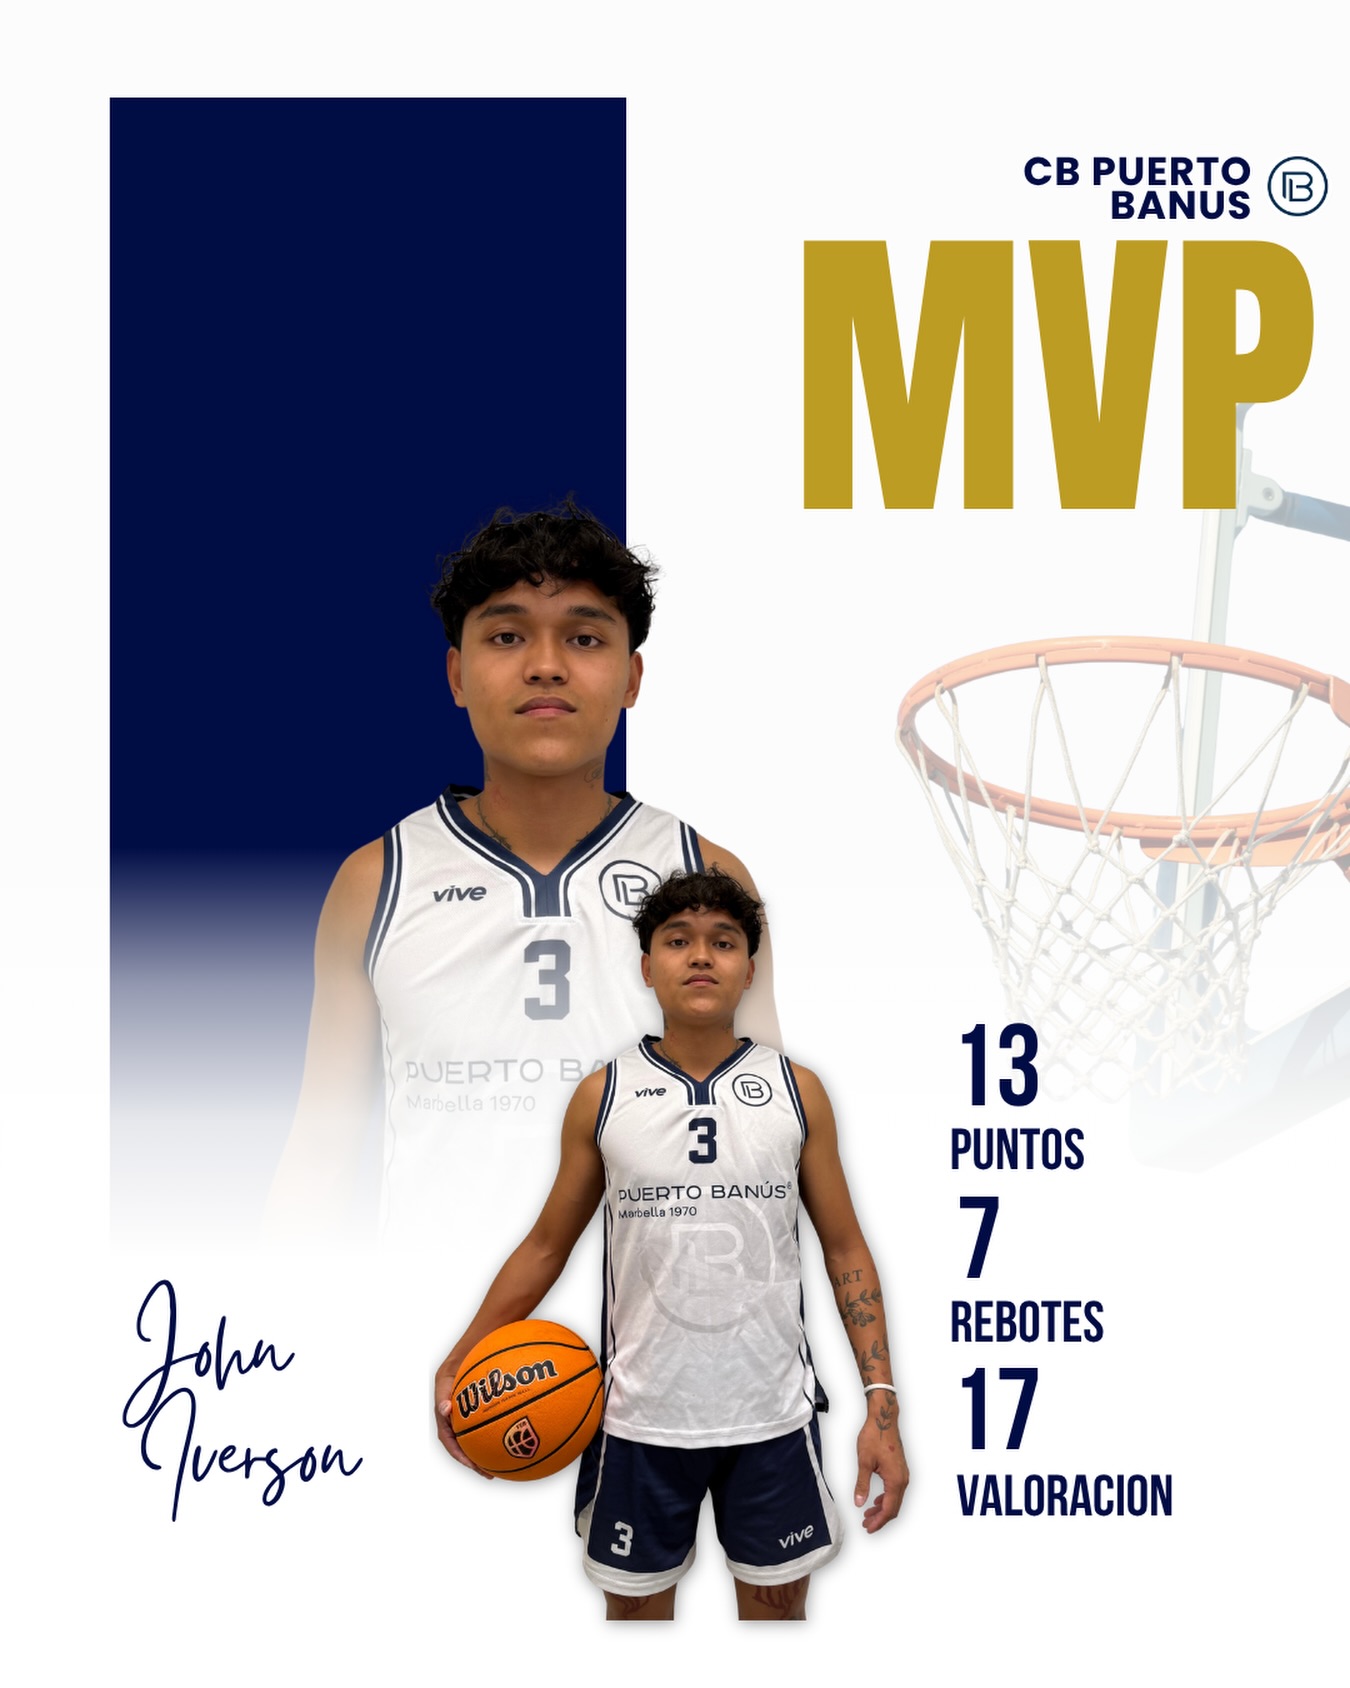 CB PUERTO
BANUS
B
MVP
vive
B
3
PUERTO BA
Marbella 1970
vive
B
3
PUERTO BANÚS®
Marbella 1970
B
ART
Wilson
3
vive
13
PUNTOS
7
REBOTES
17
VALORACION
John
Iverson